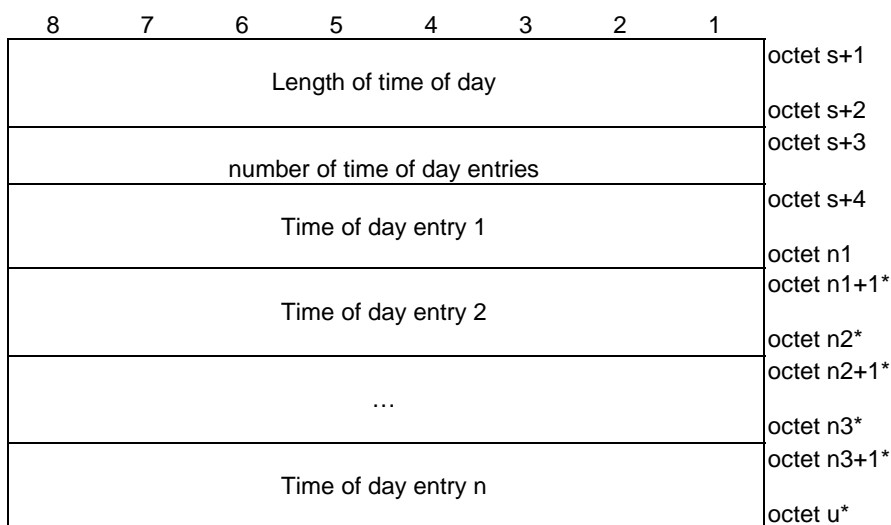 8 7 6 5 4 3 2 1
octet s+1
Length of time of day
octet s+2
octet s+3
number of time of day entries
octet s+4
Time of day entry 1
octet n1
octet n1+1*
Time of day entry 2
octet n2*
octet n2+1*
…
octet n3*
octet n3+1*
Time of day entry n
octet u*